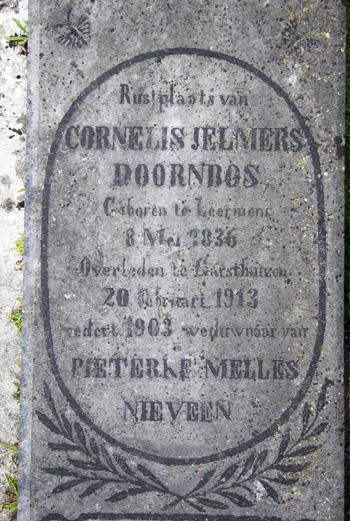 Rustplaats van
CORNELIS JELMERS
DOORNBOS
Geboren te Leermens
8 Mei 1836
Overleden te Garsthuizen
20 Februari 1913
sedert 1903 weduwnaar van
PIETERKE MELLES
NIEVEEN